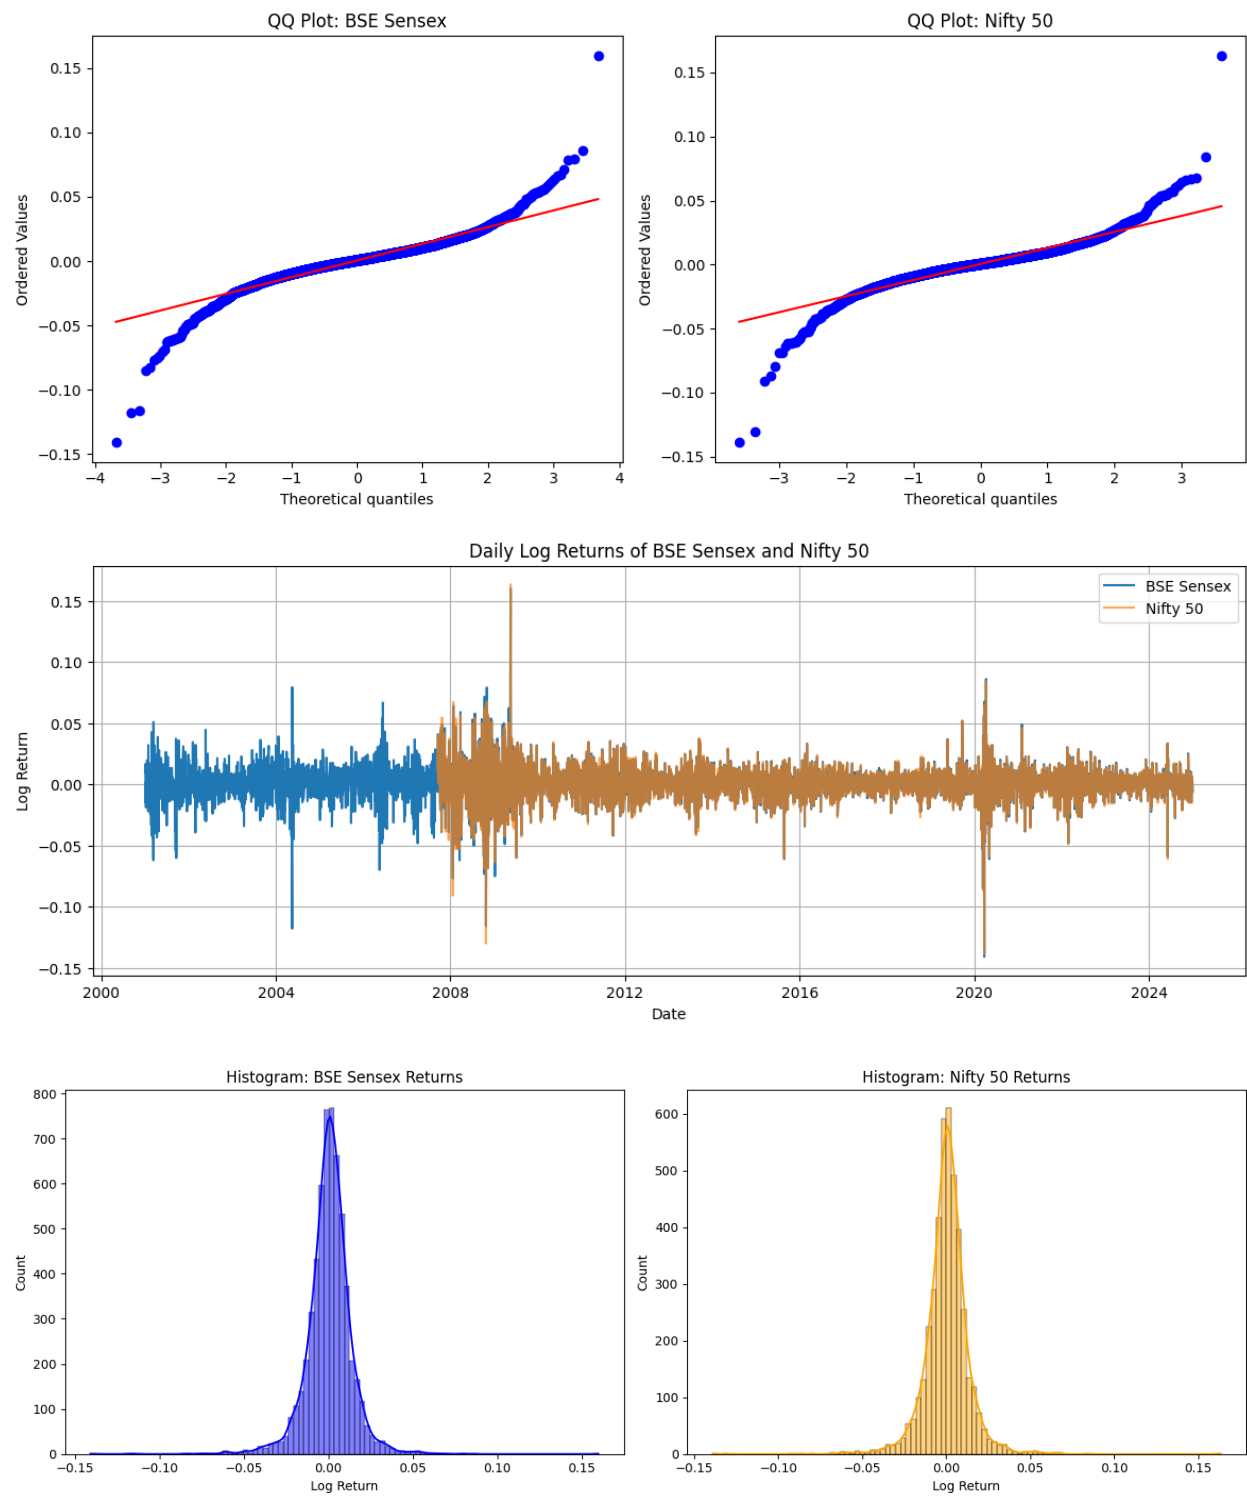 QQ Plot: BSE Sensex
0.15
0.10
0.05
0.00
−0.05
−0.10
−0.15
Ordered Values
−4 −3 −2 −1 0 1 2 3 4
Theoretical quantiles
QQ Plot: Nifty 50
0.15
0.10
0.05
0.00
−0.05
−0.10
−0.15
Ordered Values
−3 −2 −1 0 1 2 3
Theoretical quantiles
Daily Log Returns of BSE Sensex and Nifty 50
BSE Sensex
Nifty 50
0.15
0.10
0.05
0.00
−0.05
−0.10
−0.15
Log Return
2000 2004 2008 2012 2016 2020 2024
Date
Histogram: BSE Sensex Returns
800
700
600
500
400
300
200
100
0
Count
−0.15 −0.10 −0.05 0.00 0.05 0.10 0.15
Log Return
Histogram: Nifty 50 Returns
600
500
400
300
200
100
0
Count
−0.15 −0.10 −0.05 0.00 0.05 0.10 0.15
Log Return